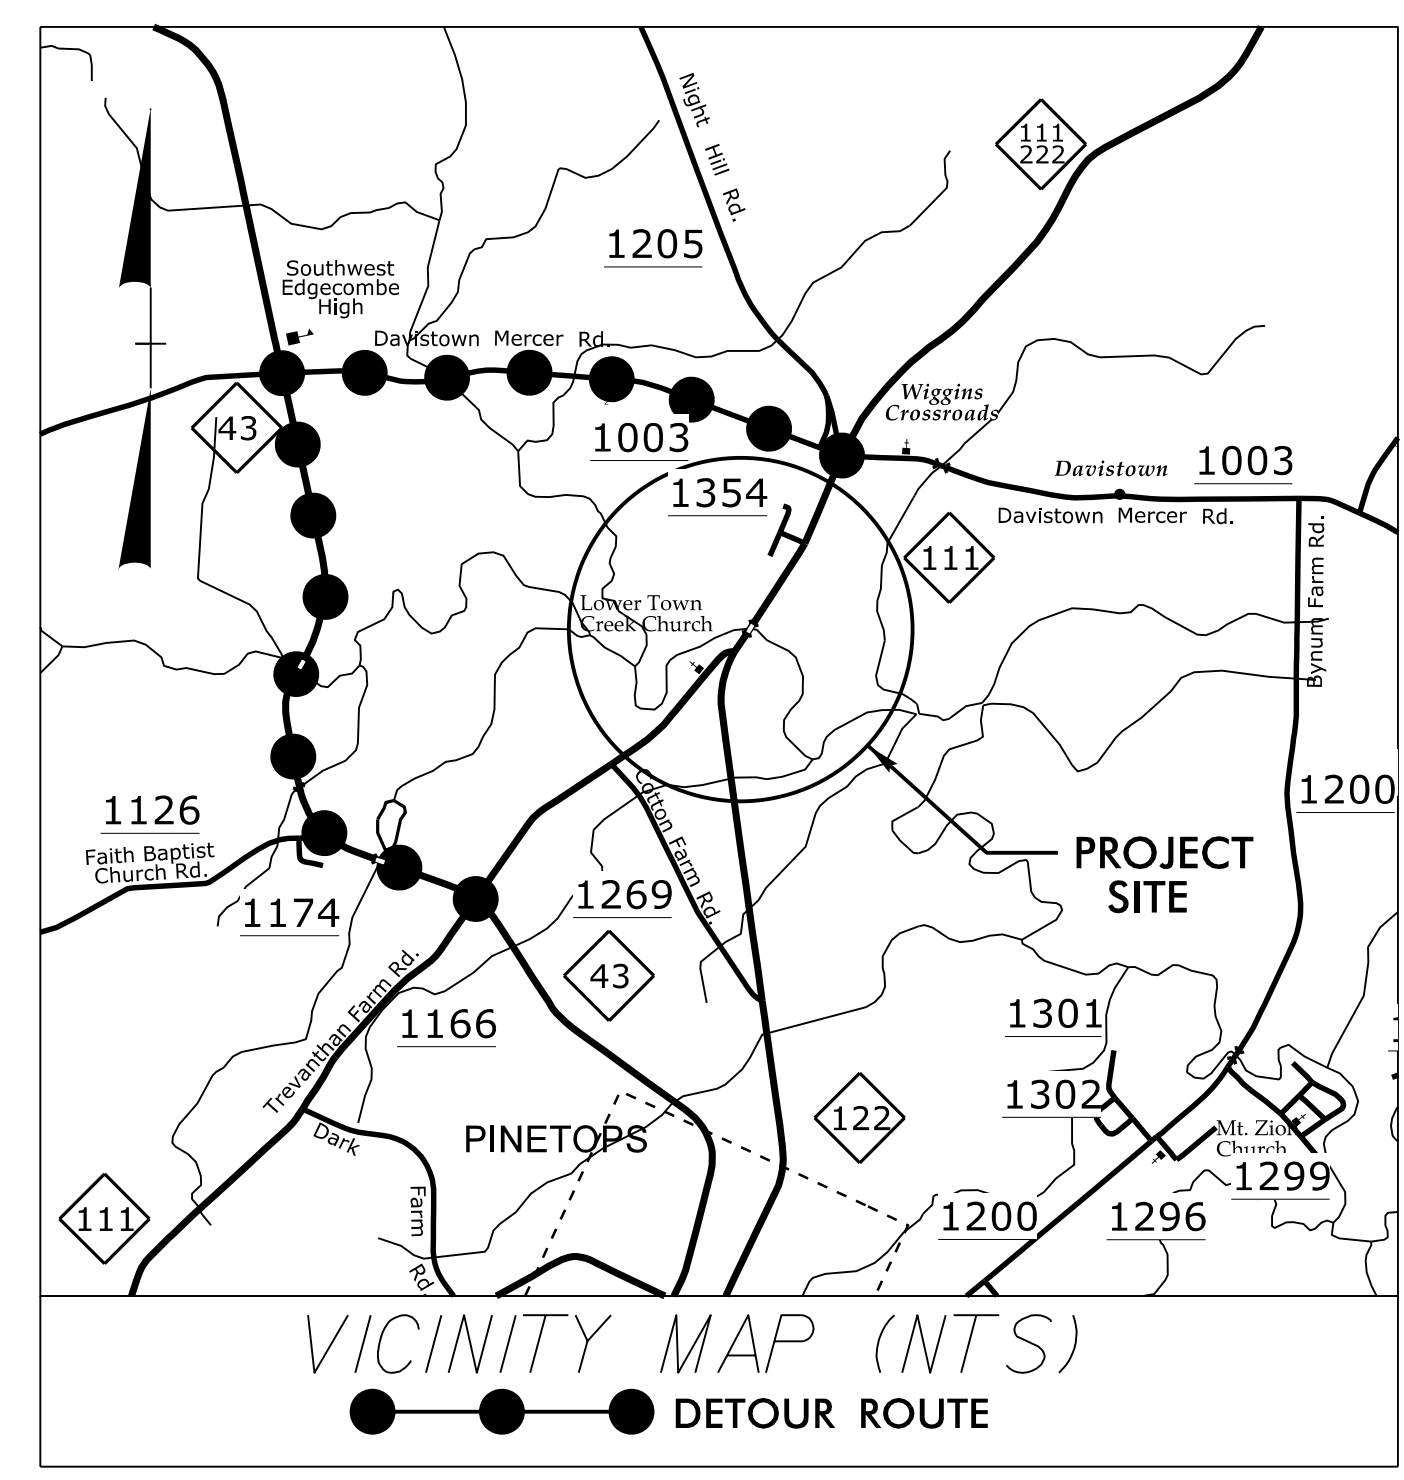 Night Hill Rd.
111
222
1205
Southwest
Edgecombe
High
Davistown Mercer Rd.
Wiggins
Crossroads
43
1003
Davistown
1003
1354
Davistown Mercer Rd.
111
Bynum Farm Rd.
Lower Town
Creek Church
1200
Cotton Farm Rd.
1126
Faith Baptist
Church Rd.
PROJECT
SITE
1269
1174
43
Trevanthan Farm Rd.
1166
1301
1302
122
PINETOPS
Dark Farm Rd.
Mt. Zion
Church
1299
111
1200
1296
VICINITY MAP (NTS)
DETOUR ROUTE